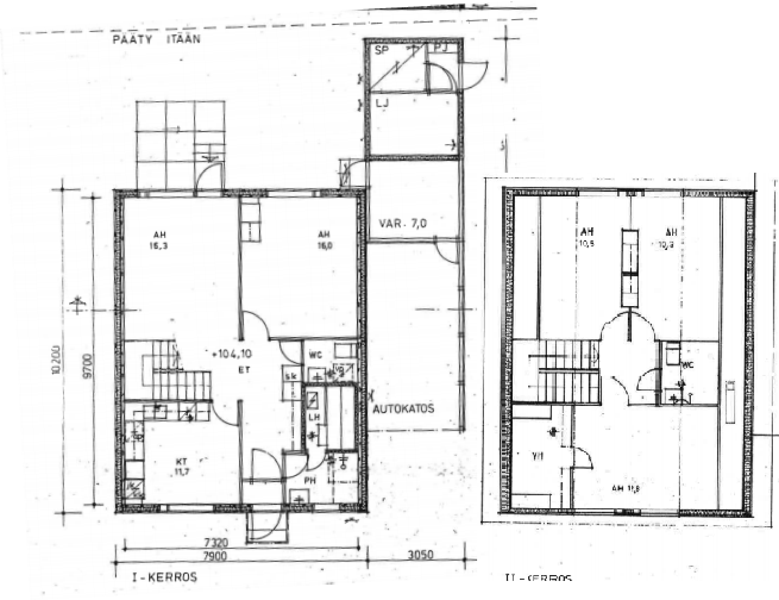 PÄÄTY ITÄÄN
SP
PJ
LJ
VAR. 7,0
AH
16,3
AH
16,0
AH
10,9
AH
+104,10
ET
WC
WC
SK
LH
AUTOKATOS
KT
11,7
PH
VH
AH 11,8
10200
9700
7320
7900
3050
I-KERROS
II-KERROS